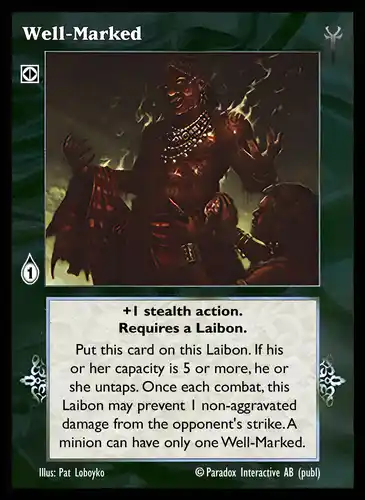 Well-Marked
1
+1 stealth action.
Requires a Laibon.
Put this card on this Laibon. If his
or her capacity is 5 or more, he or
she untaps. Once each combat, this
Laibon may prevent 1 non-aggravated
damage from the opponent's strike. A
minion can have only one Well-Marked.
Illus: Pat Loboyko © Paradox Interactive AB (publ)